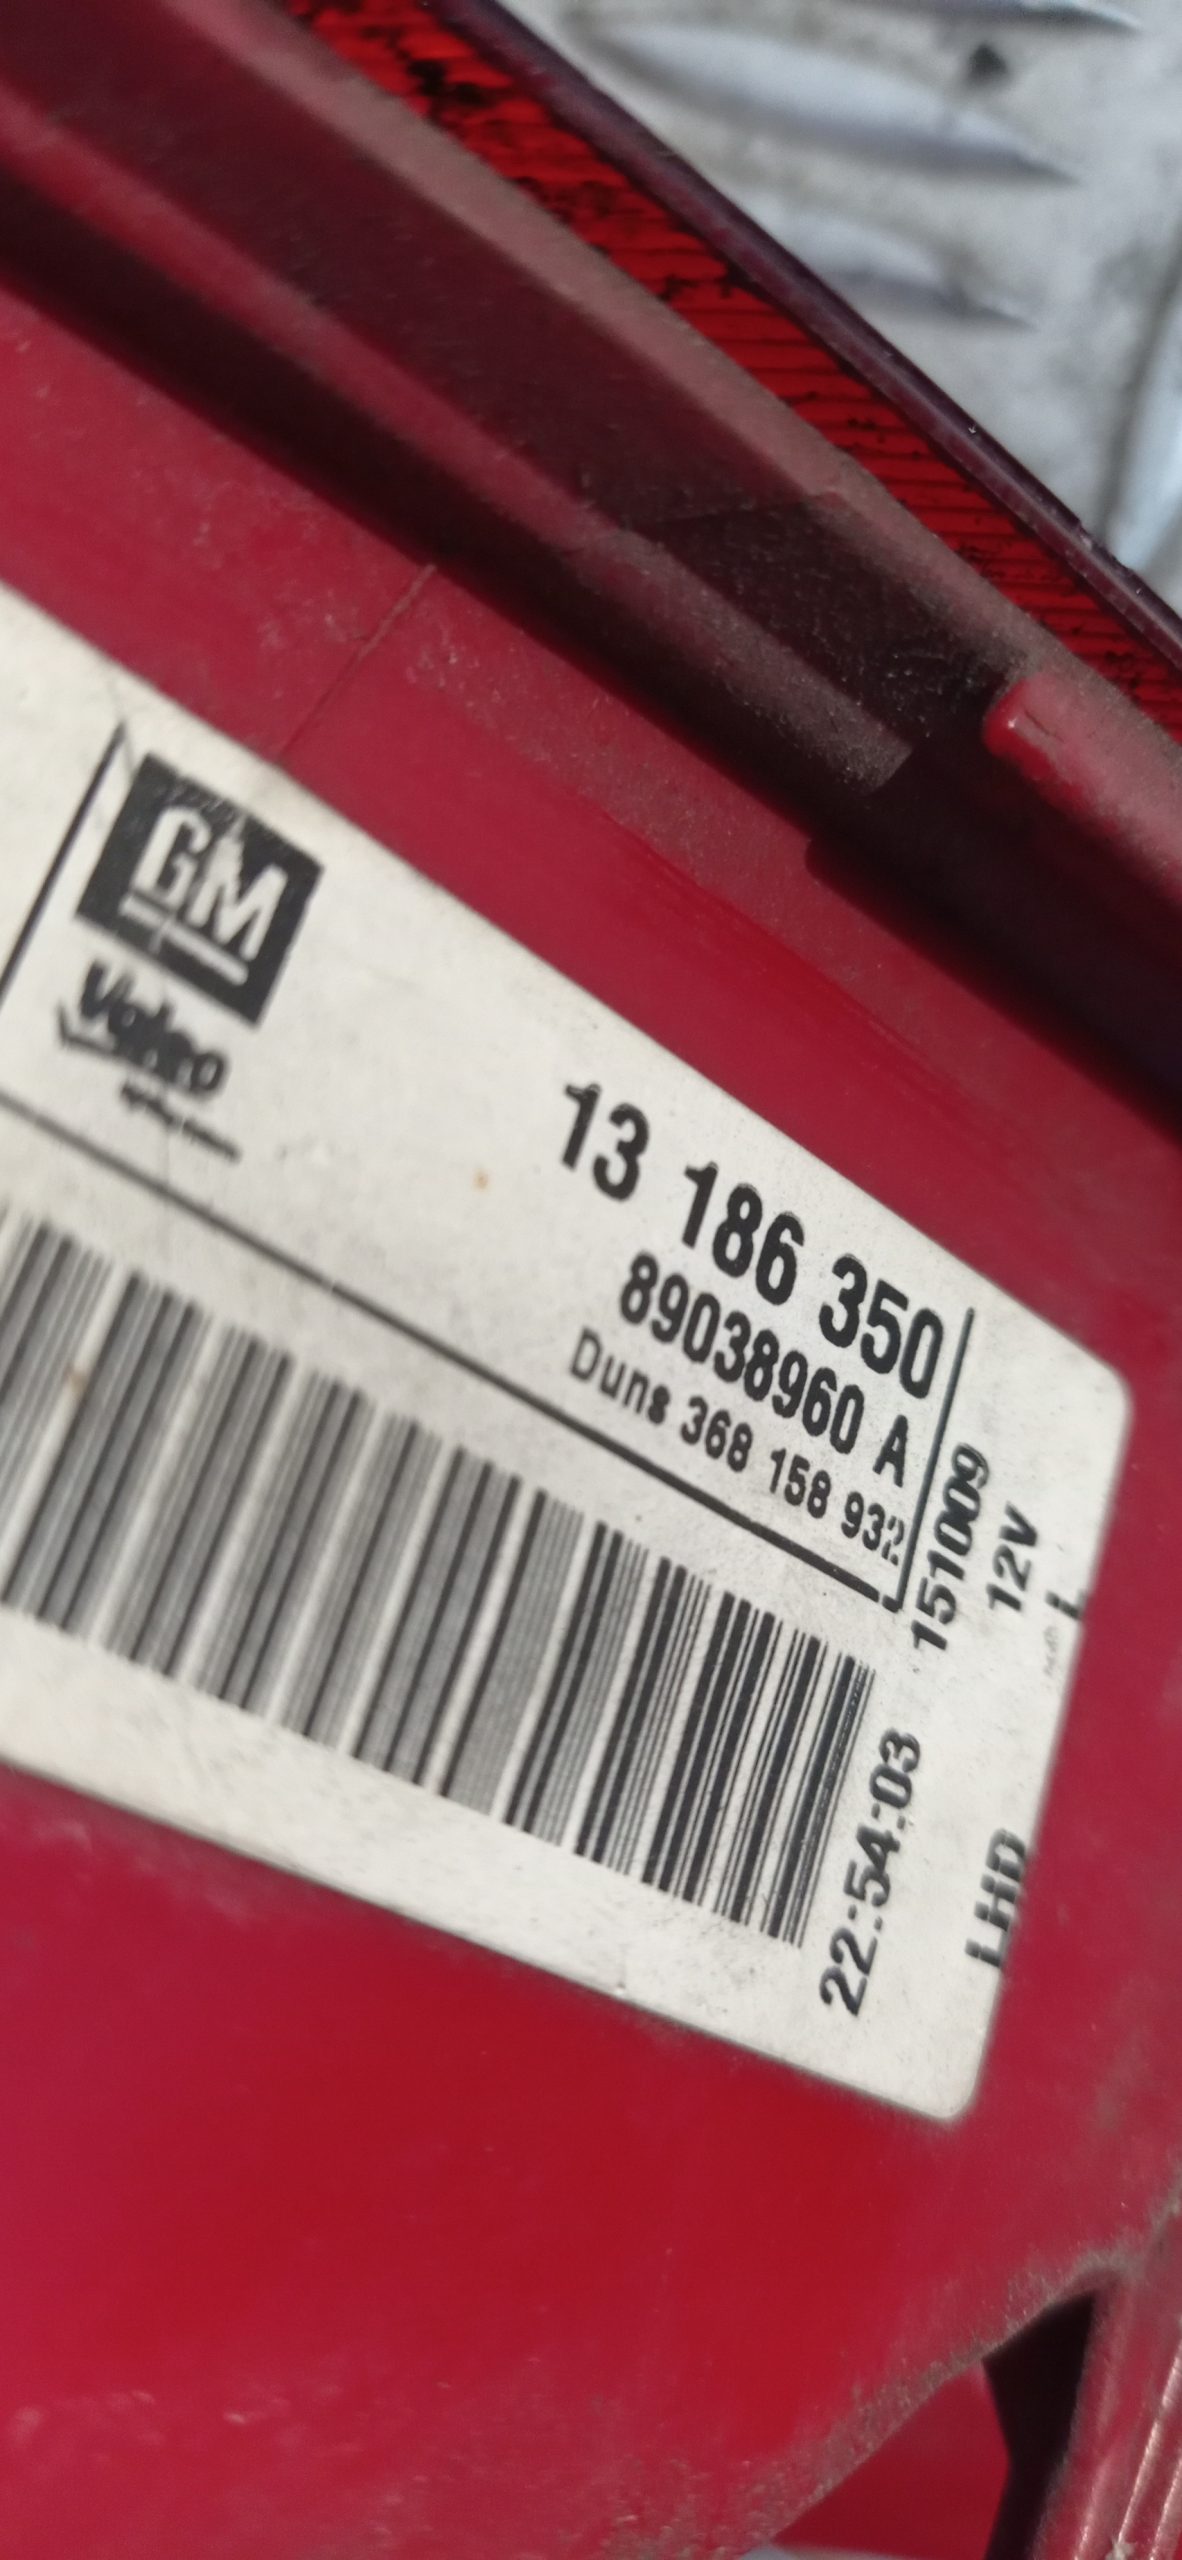 GM
Valeo
13 186 350
89038960 A
Duns 368 158 932
151009
12V
22:54:03
LHD